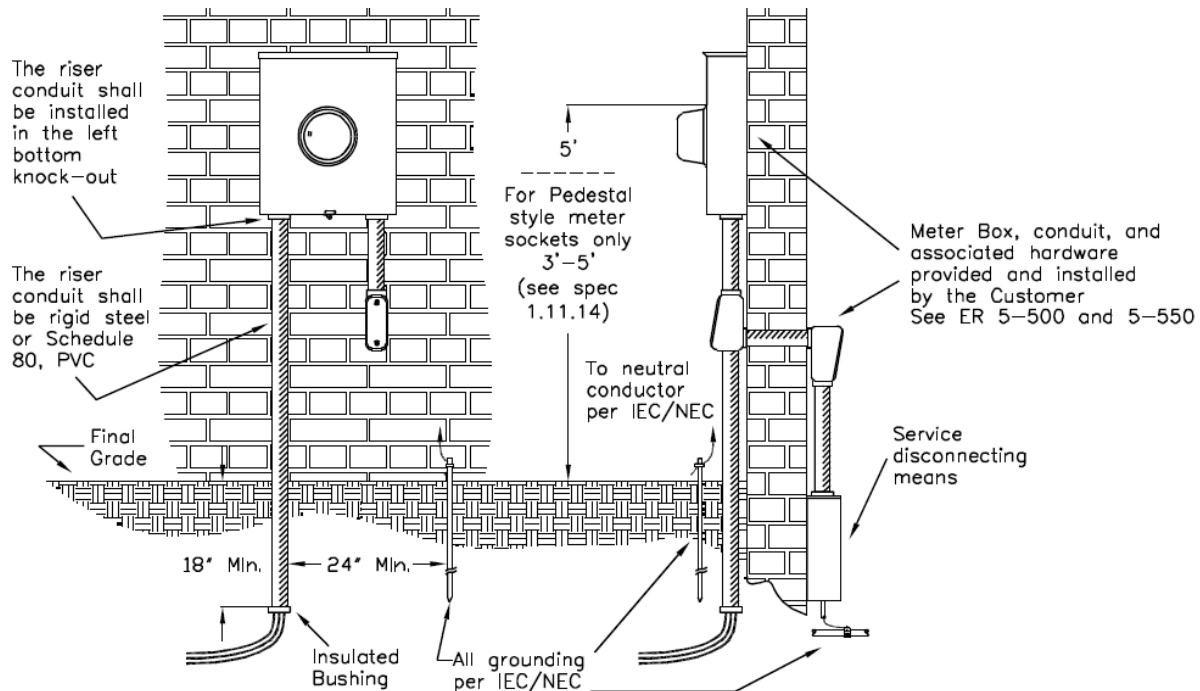 The riser
conduit shall
be installed
in the left
bottom
knock-out
The riser
conduit shall
be rigid steel
or Schedule
80, PVC
Final
Grade
18" Min.
24" Min.
Insulated
Bushing
All grounding
per IEC/NEC
5'
For Pedestal
style meter
sockets only
3'-5'
(see spec
1.11.14)
To neutral
conductor
per IEC/NEC
Meter Box, conduit, and
associated hardware
provided and installed
by the Customer
See ER 5-500 and 5-550
Service
disconnecting
means